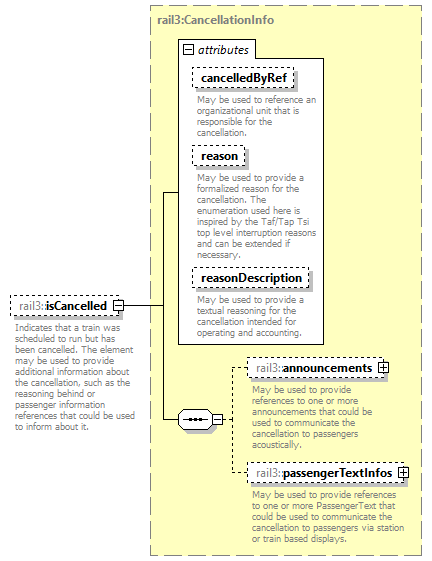 rail3:CancellationInfo
attributes
cancelledByRef
May be used to reference an
organizational unit that is
responsible for the
cancellation.
reason
May be used to provide a
formalized reason for the
cancellation. The
enumeration used here is
inspired by the Taf/Tap Tsi
top level interruption reasons
and can be extended if
necessary.
reasonDescription
May be used to provide a
textual reasoning for the
cancellation intended for
operating and accounting.
rail3:isCancelled
Indicates that a train was
scheduled to run but has
been cancelled. The element
may be used to provide
additional information about
the cancellation, such as the
reasoning behind or
passenger information
references that could be used
to inform about it.
rail3:announcements
May be used to provide
references to one or more
announcements that could be
used to communicate the
cancellation to passengers
acoustically.
rail3:passengerTextInfos
May be used to provide references
to one or more PassengerText that
could be used to communicate the
cancellation to passengers via station
or train based displays.